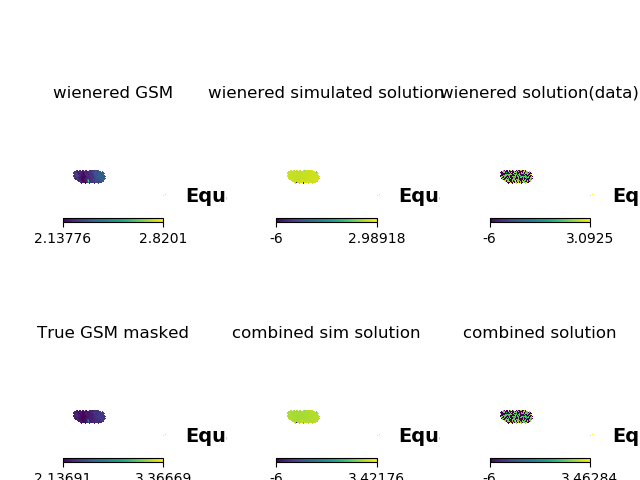 wienered GSM wienered simulated solution wienered solution(data)
Equ Equ Eq
2.13776 2.8201 -6 2.98918 -6 3.0925
True GSM masked combined sim solution combined solution
Equ Equ Eq
2.13691 3.36669 -6 3.42176 -6 3.46284